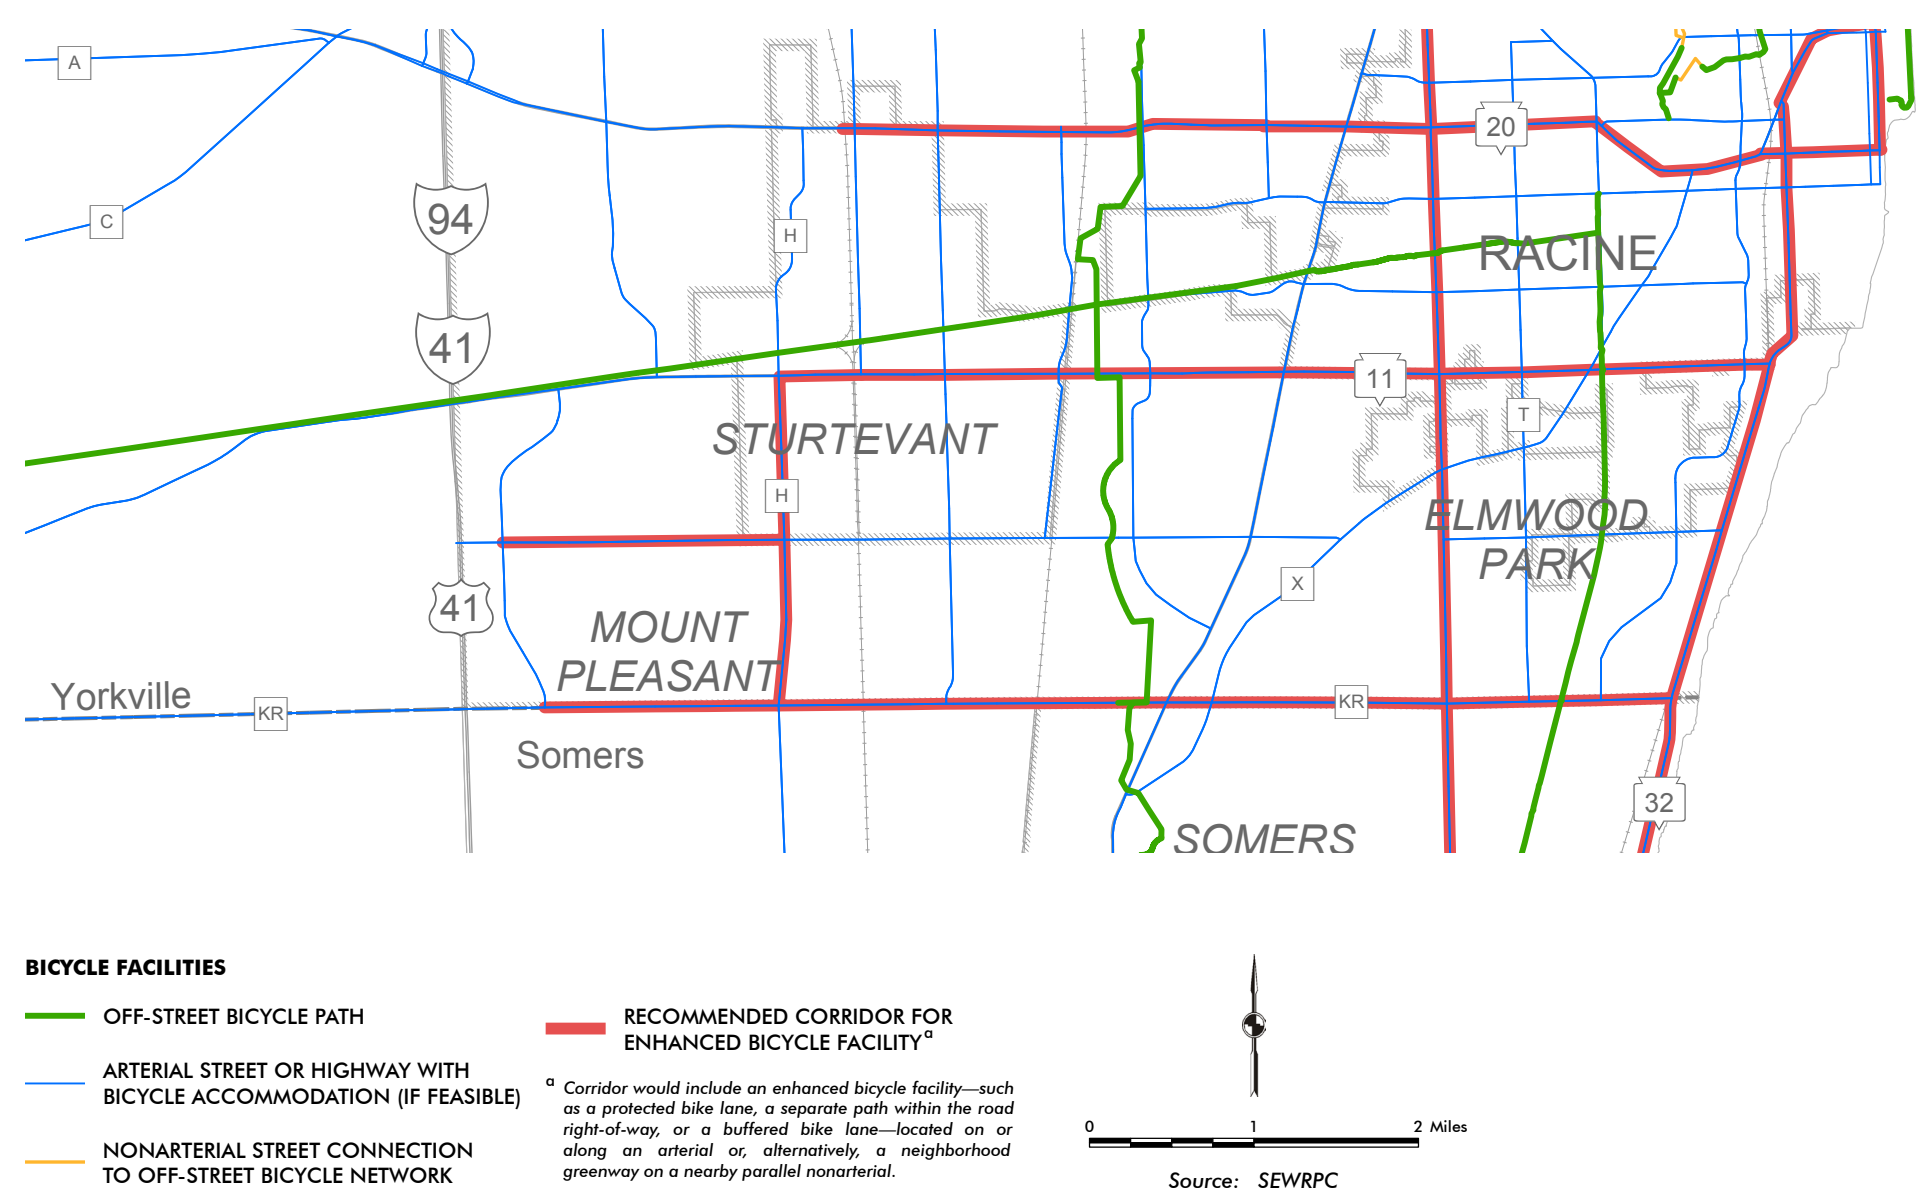 A
20
C
94
H
RACINE
41
11
T
STURTEVANT
H
ELMWOOD
PARK
X
41
MOUNT
PLEASANT
Yorkville
KR
KR
Somers
32
SOMERS
BICYCLE FACILITIES
OFF-STREET BICYCLE PATH
ARTERIAL STREET OR HIGHWAY WITH
BICYCLE ACCOMMODATION (IF FEASIBLE)
NONARTERIAL STREET CONNECTION
TO OFF-STREET BICYCLE NETWORK
RECOMMENDED CORRIDOR FOR
ENHANCED BICYCLE FACILITY a
a Corridor would include an enhanced bicycle facility—such
as a protected bike lane, a separate path within the road
right-of-way, or a buffered bike lane—located on or
along an arterial or, alternatively, a neighborhood
greenway on a nearby parallel nonarterial.
0 1 2 Miles
Source: SEWRPC